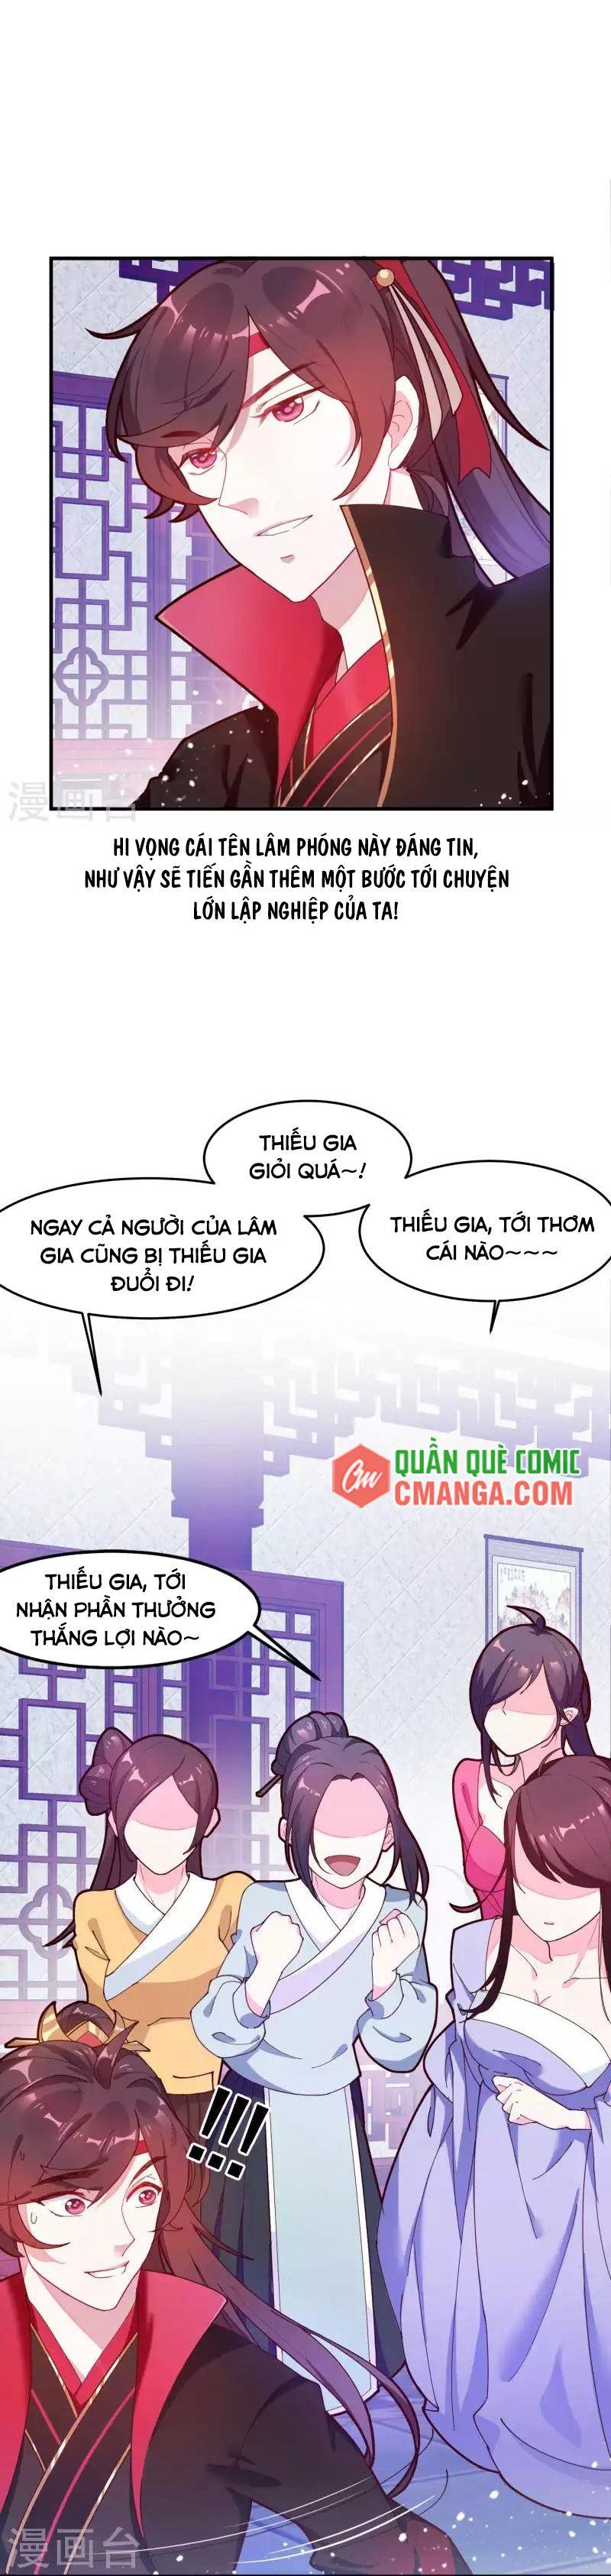 漫画台
HI VỌNG CÁI TÊN LÂM PHÓNG NÀY ĐÁNG TIN,
NHƯ VẬY SẼ TIẾN GẦN THÊM MỘT BƯỚC TỚI CHUYỆN
LỚN LẬP NGHIỆP CỦA TA!
THIẾU GIA
GIỎI QUÁ~!
NGAY CẢ NGƯỜI CỦA LÂM
GIA CŨNG BỊ THIẾU GIA
ĐUỔI ĐI!
THIẾU GIA, TỚI THƠM
CÁI NÀO~~~
Cm
QUẦN QUÈ COMIC
CMANGA.COM
THIẾU GIA, TỚI
NHẬN PHẦN THƯỞNG
THẮNG LỢI NÀO~
!!!
漫画台